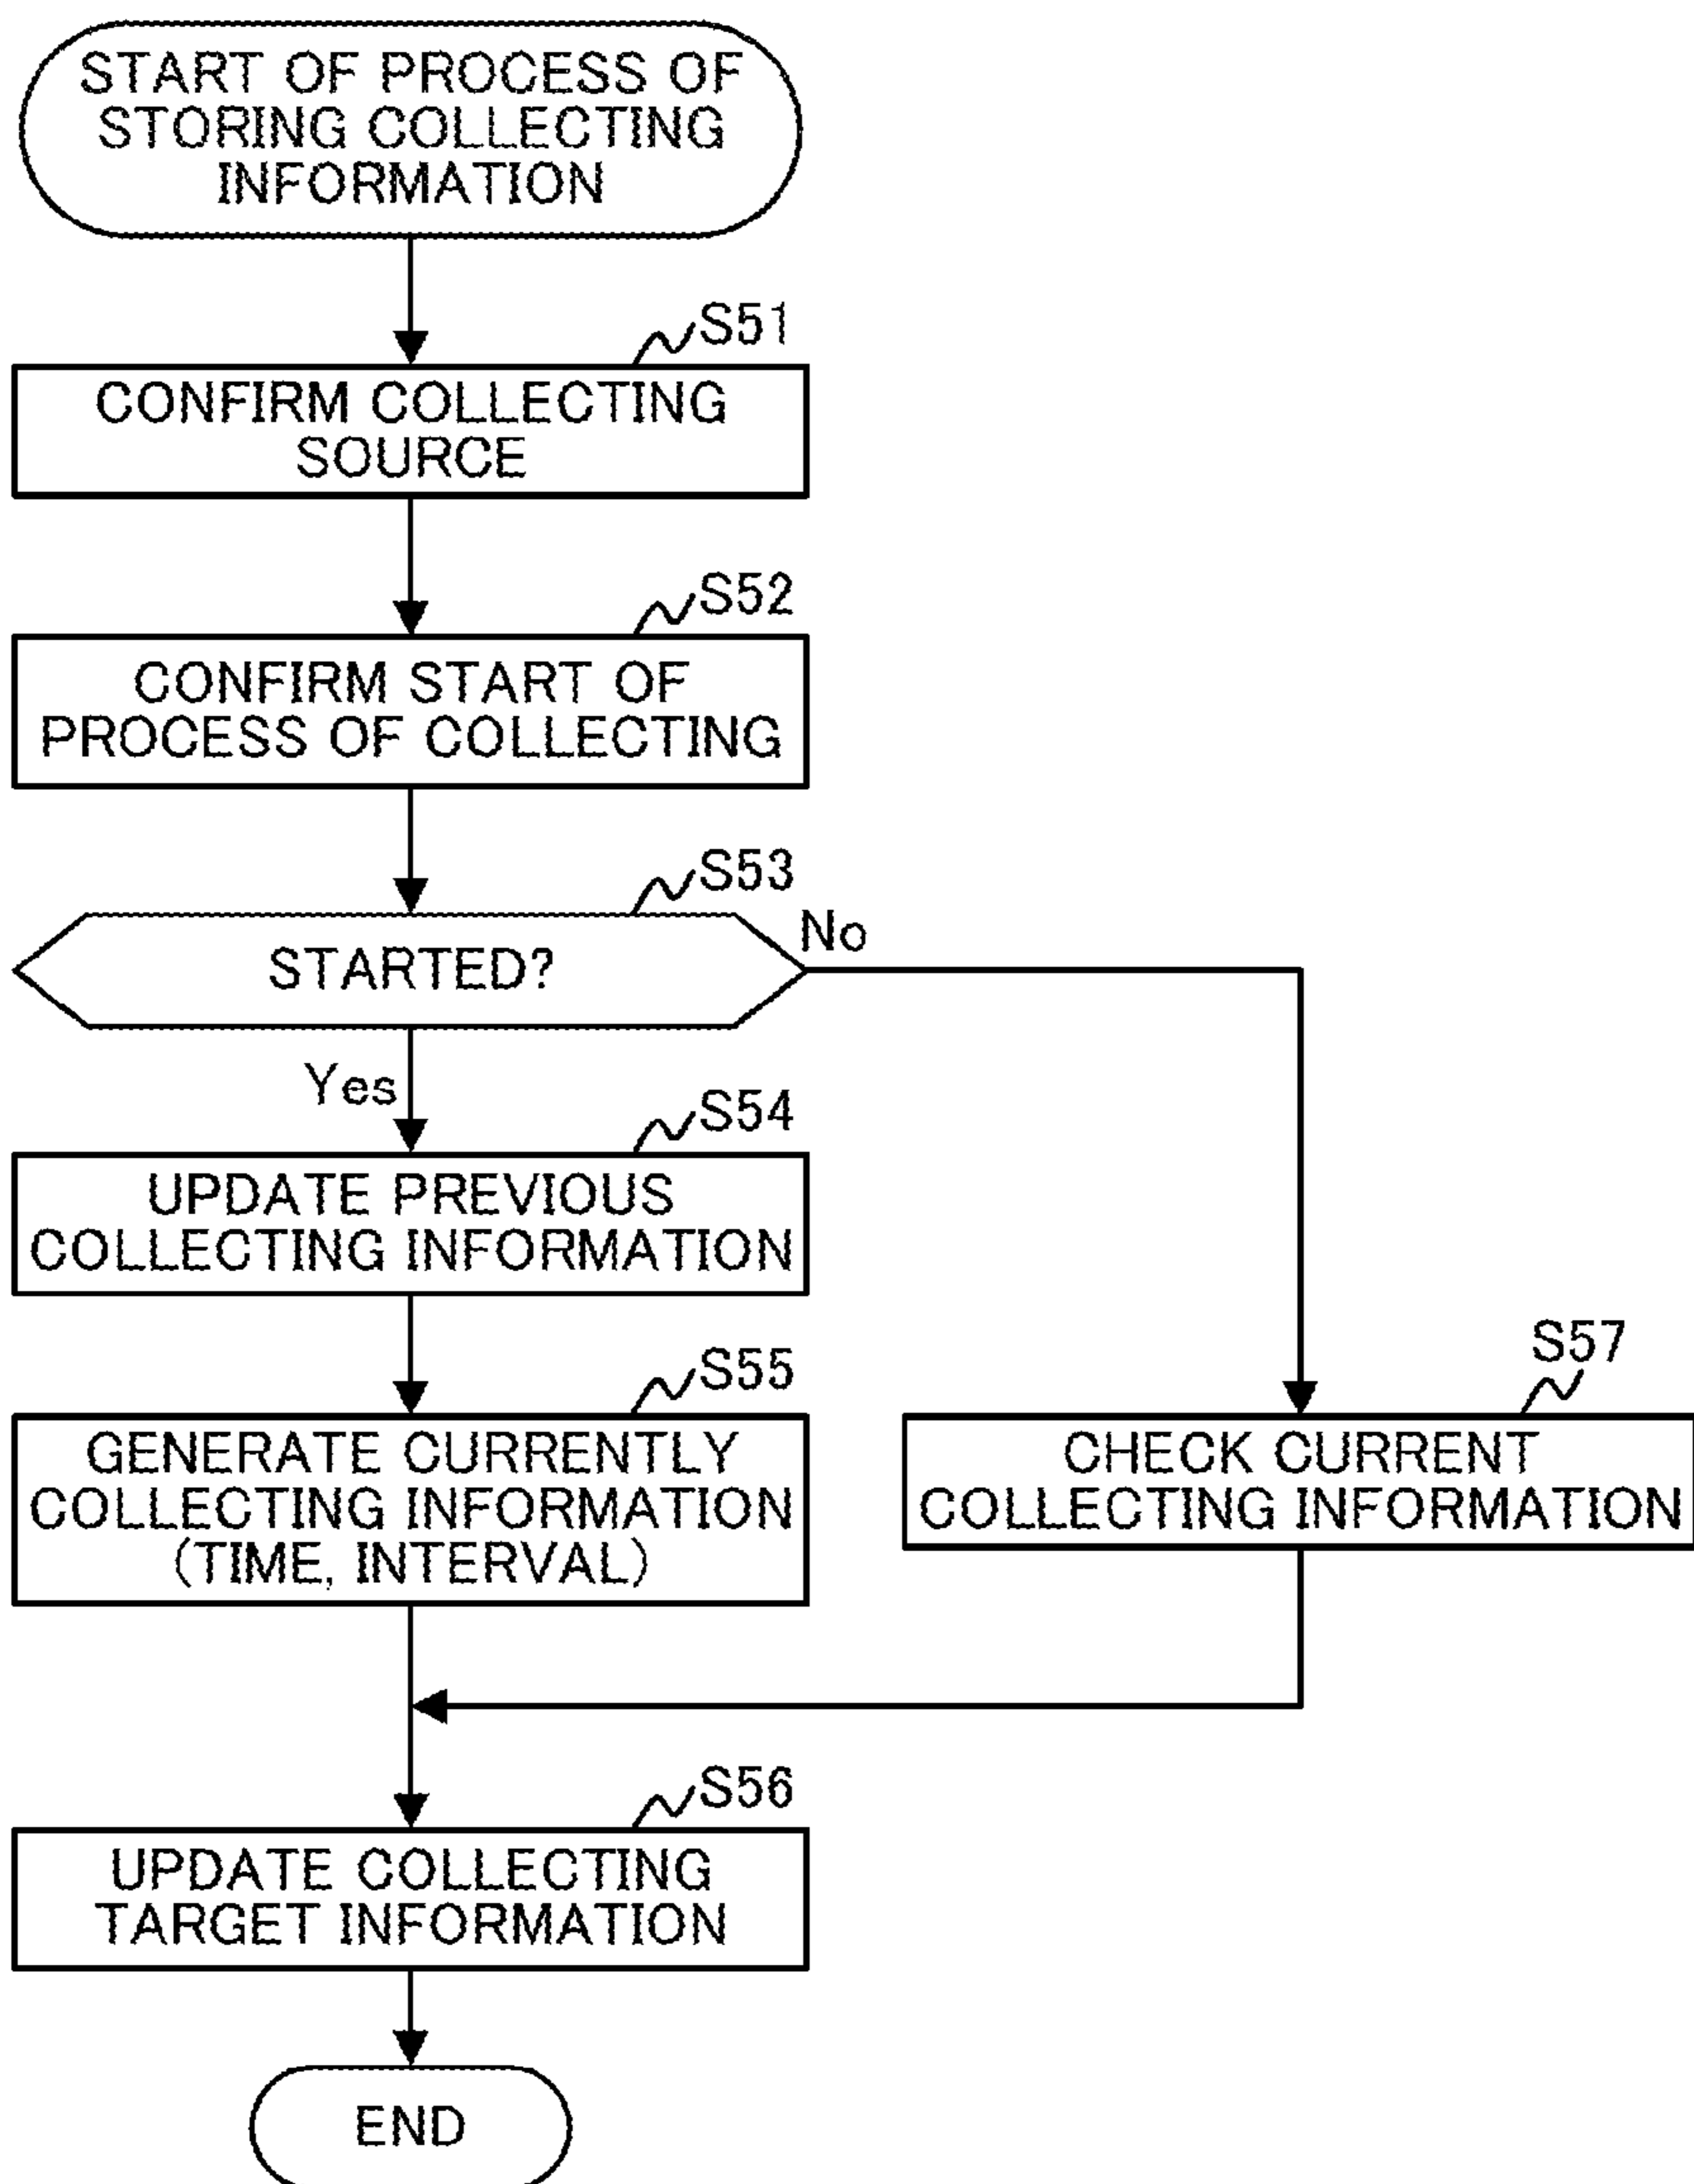 START OF PROCESS OF
STORING COLLECTING
INFORMATION
S51
CONFIRM COLLECTING
SOURCE
S52
CONFIRM START OF
PROCESS OF COLLECTING
S53
STARTED?
No
Yes
S54
UPDATE PREVIOUS
COLLECTING INFORMATION
S55
GENERATE CURRENTLY
COLLECTING INFORMATION
(TIME, INTERVAL)
S57
CHECK CURRENT
COLLECTING INFORMATION
S56
UPDATE COLLECTING
TARGET INFORMATION
END